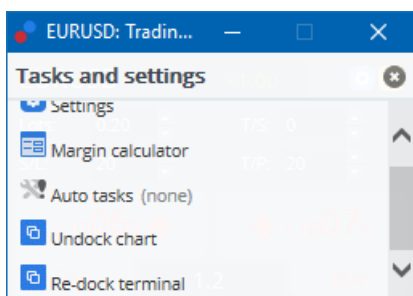 EURUSD: Tradin...
Tasks and settings
Settings
Margin calculator
Auto tasks (none)
Undock chart
Re-dock terminal